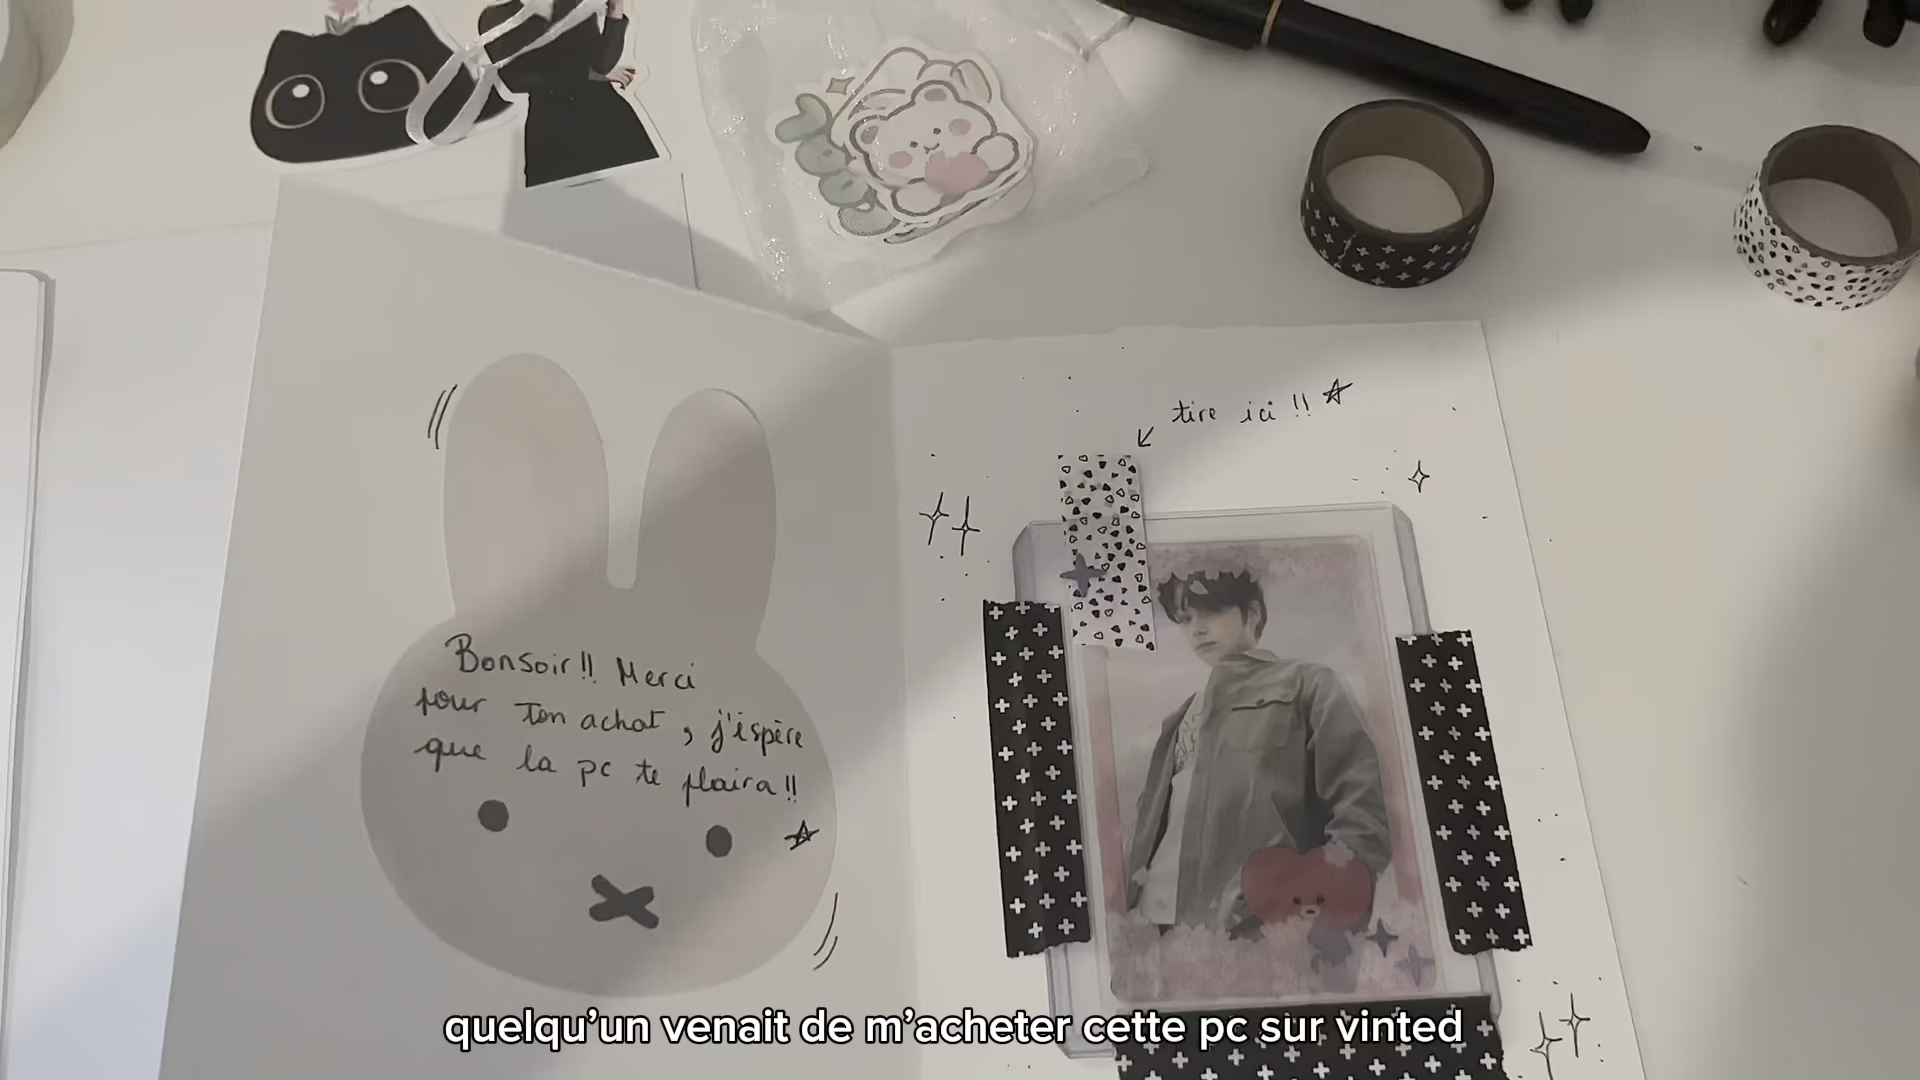 tire ici !!
Bonsoir!! Merci
pour ton achat, j'éspère
que la pc te plaira!!
quelqu'un venait de m'acheter cette pc sur vinted